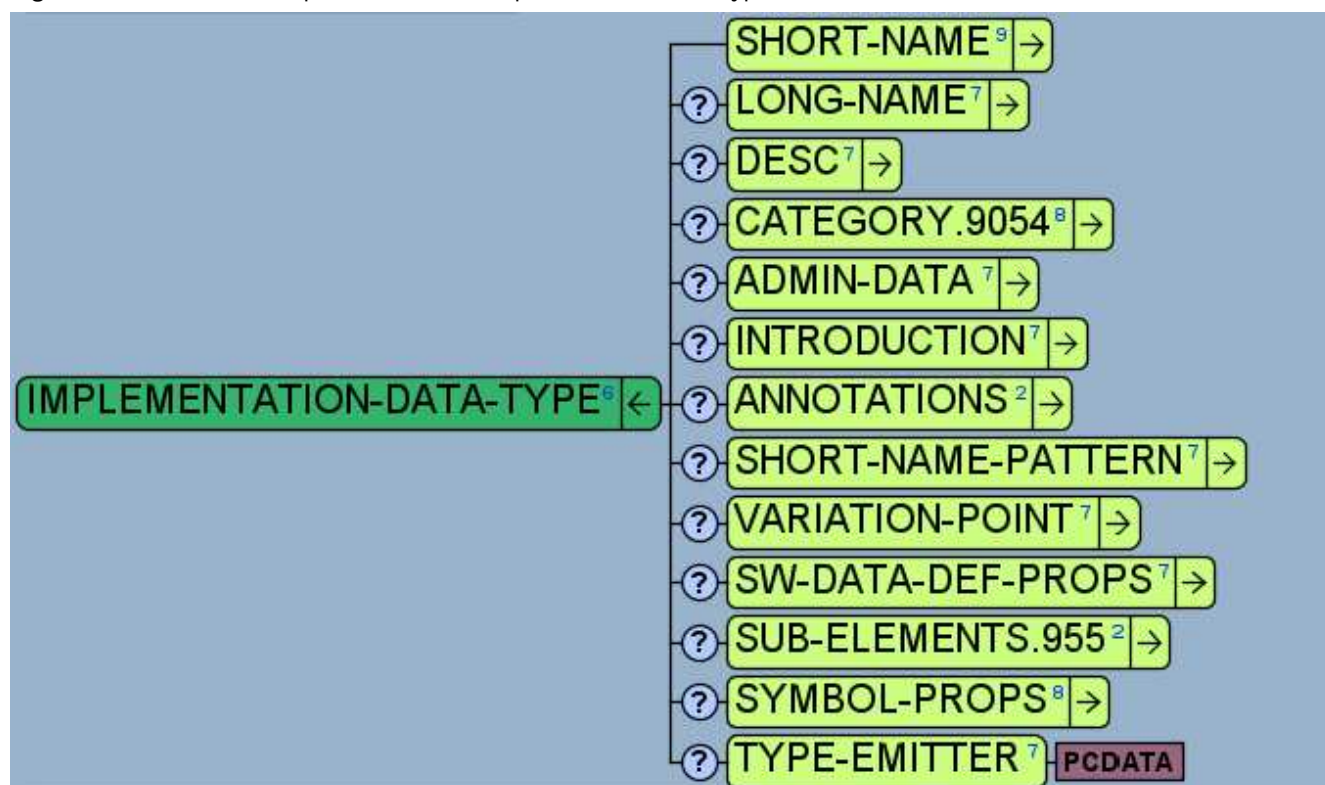 SHORT-NAME 9 →
? LONG-NAME 7 →
? DESC 7 →
? CATEGORY.9054 8 →
? ADMIN-DATA 7 →
? INTRODUCTION 7 →
IMPLEMENTATION-DATA-TYPE 6 ← ? ANNOTATIONS 2 →
? SHORT-NAME-PATTERN 7 →
? VARIATION-POINT 7 →
? SW-DATA-DEF-PROPS 7 →
? SUB-ELEMENTS.955 2 →
? SYMBOL-PROPS 8 →
? TYPE-EMITTER 7 PCDATA